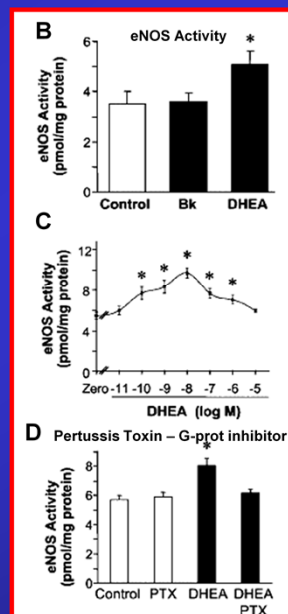 B
eNOS Activity
eNOS Activity
(pmol/mg protein)
6
4
2
0
*
Control Bk DHEA
C
eNOS Activity
(pmol/mg protein)
12
8
4
0
* * * * *
Zero -11 -10 -9 -8 -7 -6 -5
DHEA (log M)
D Pertussis Toxin – G-prot inhibitor
eNOS Activity
(pmol/mg protein)
8
6
4
2
0
*
Control PTX DHEA DHEA
PTX